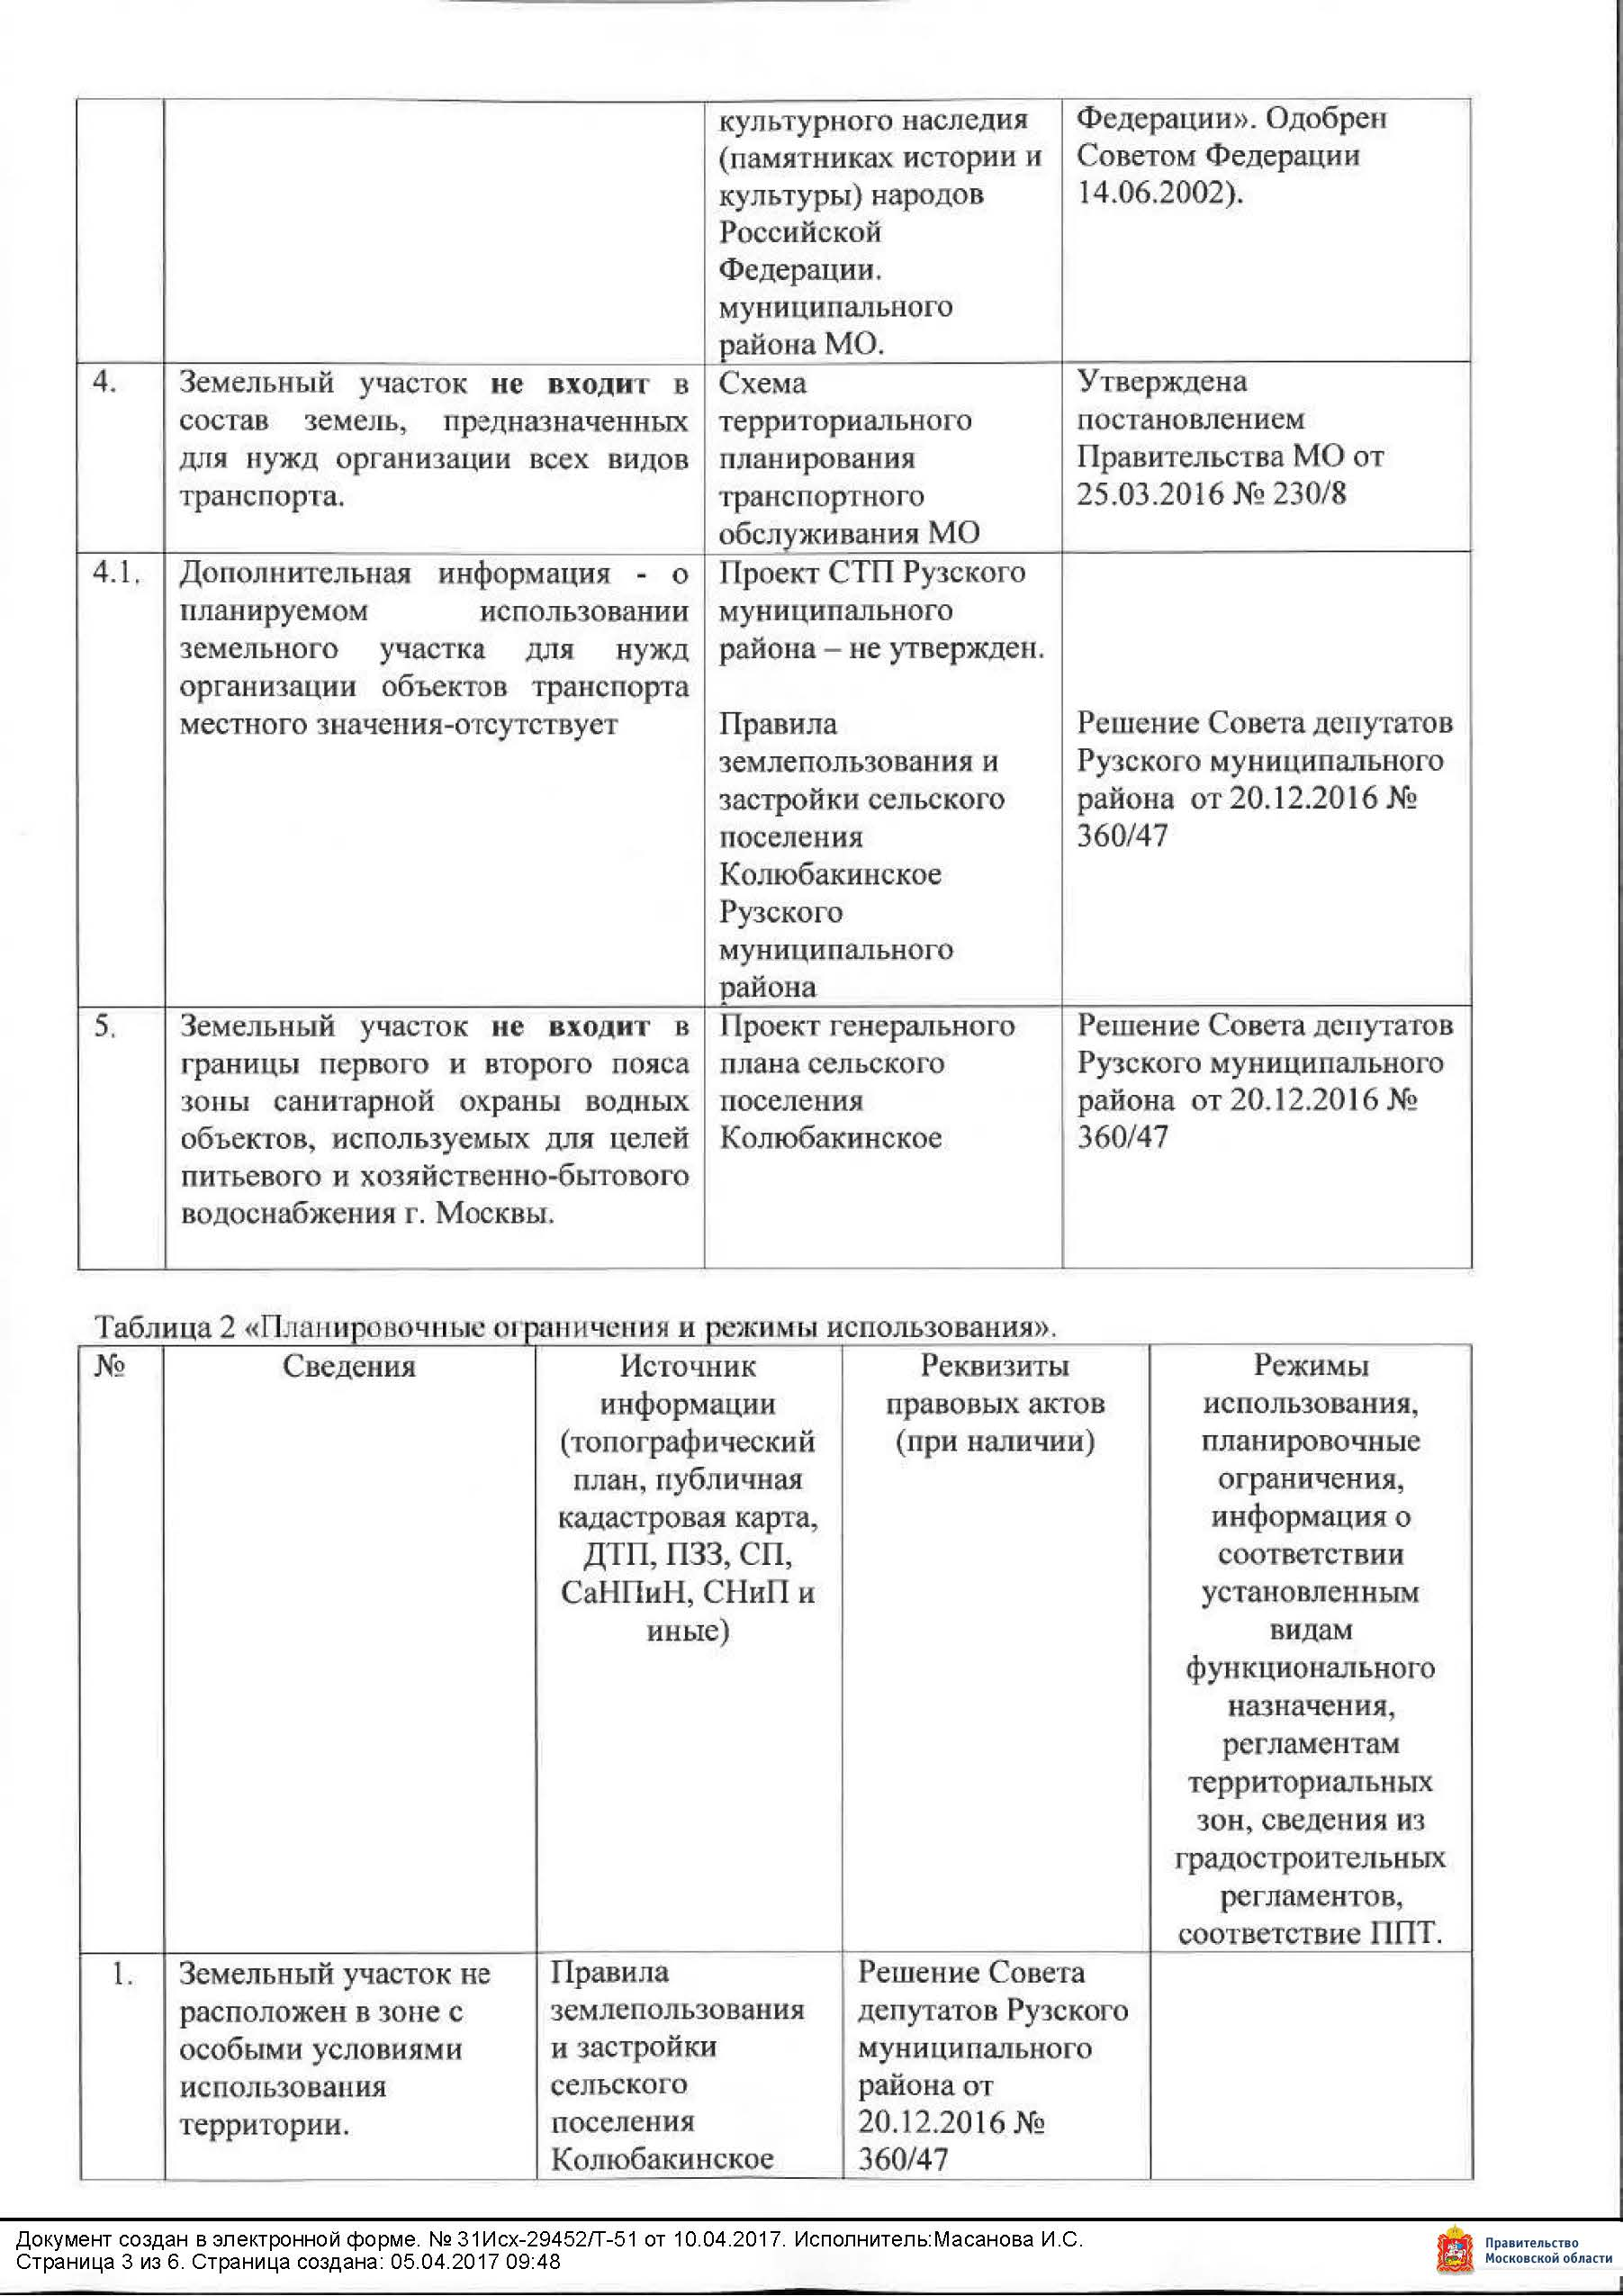 культурного наследия
(памятниках истории и
культуры) народов
Российской
Федерации.
муниципального
района МО.
Федерации». Одобрен
Советом Федерации
14.06.2002).
4.
Земельный участок не входит в
состав земель, предназначенных
для нужд организации всех видов
транспорта.
Схема
территориального
планирования
транспортного
обслуживания МО
Утверждена
постановлением
Правительства МО от
25.03.2016 № 230/8
4.1.
Дополнительная информация - о
планируемом использовании
земельного участка для нужд
организации объектов транспорта
местного значения-отсутствует
Проект СТП Рузского
муниципального
района – не утвержден.
Правила
землепользования и
застройки сельского
поселения
Колюбакинское
Рузского
муниципального
района
Решение Совета депутатов
Рузского муниципального
района от 20.12.2016 №
360/47
5.
Земельный участок не входит в
границы первого и второго пояса
зоны санитарной охраны водных
объектов, используемых для целей
питьевого и хозяйственно-бытового
водоснабжения г. Москвы.
Проект генерального
плана сельского
поселения
Колюбакинское
Решение Совета депутатов
Рузского муниципального
района от 20.12.2016 №
360/47
Таблица 2 «Планировочные ограничения и режимы использования».
№
Сведения
Источник
информации
(топографический
план, публичная
кадастровая карта,
ДТП, ПЗЗ, СП,
СаНПиН, СНиП и
иные)
Реквизиты
правовых актов
(при наличии)
Режимы
использования,
планировочные
ограничения,
информация о
соответствии
установленным
видам
функционального
назначения,
регламентам
территориальных
зон, сведения из
градостроительных
регламентов,
соответствие ППТ.
1.
Земельный участок не
расположен в зоне с
особыми условиями
использования
территории.
Правила
землепользования
и застройки
сельского
поселения
Колюбакинское
Решение Совета
депутатов Рузского
муниципального
района от
20.12.2016 №
360/47
Документ создан в электронной форме. № 31Исх-29452/Т-51 от 10.04.2017. Исполнитель:Масанова И.С.
Страница 3 из 6. Страница создана: 05.04.2017 09:48
Правительство
Московской области